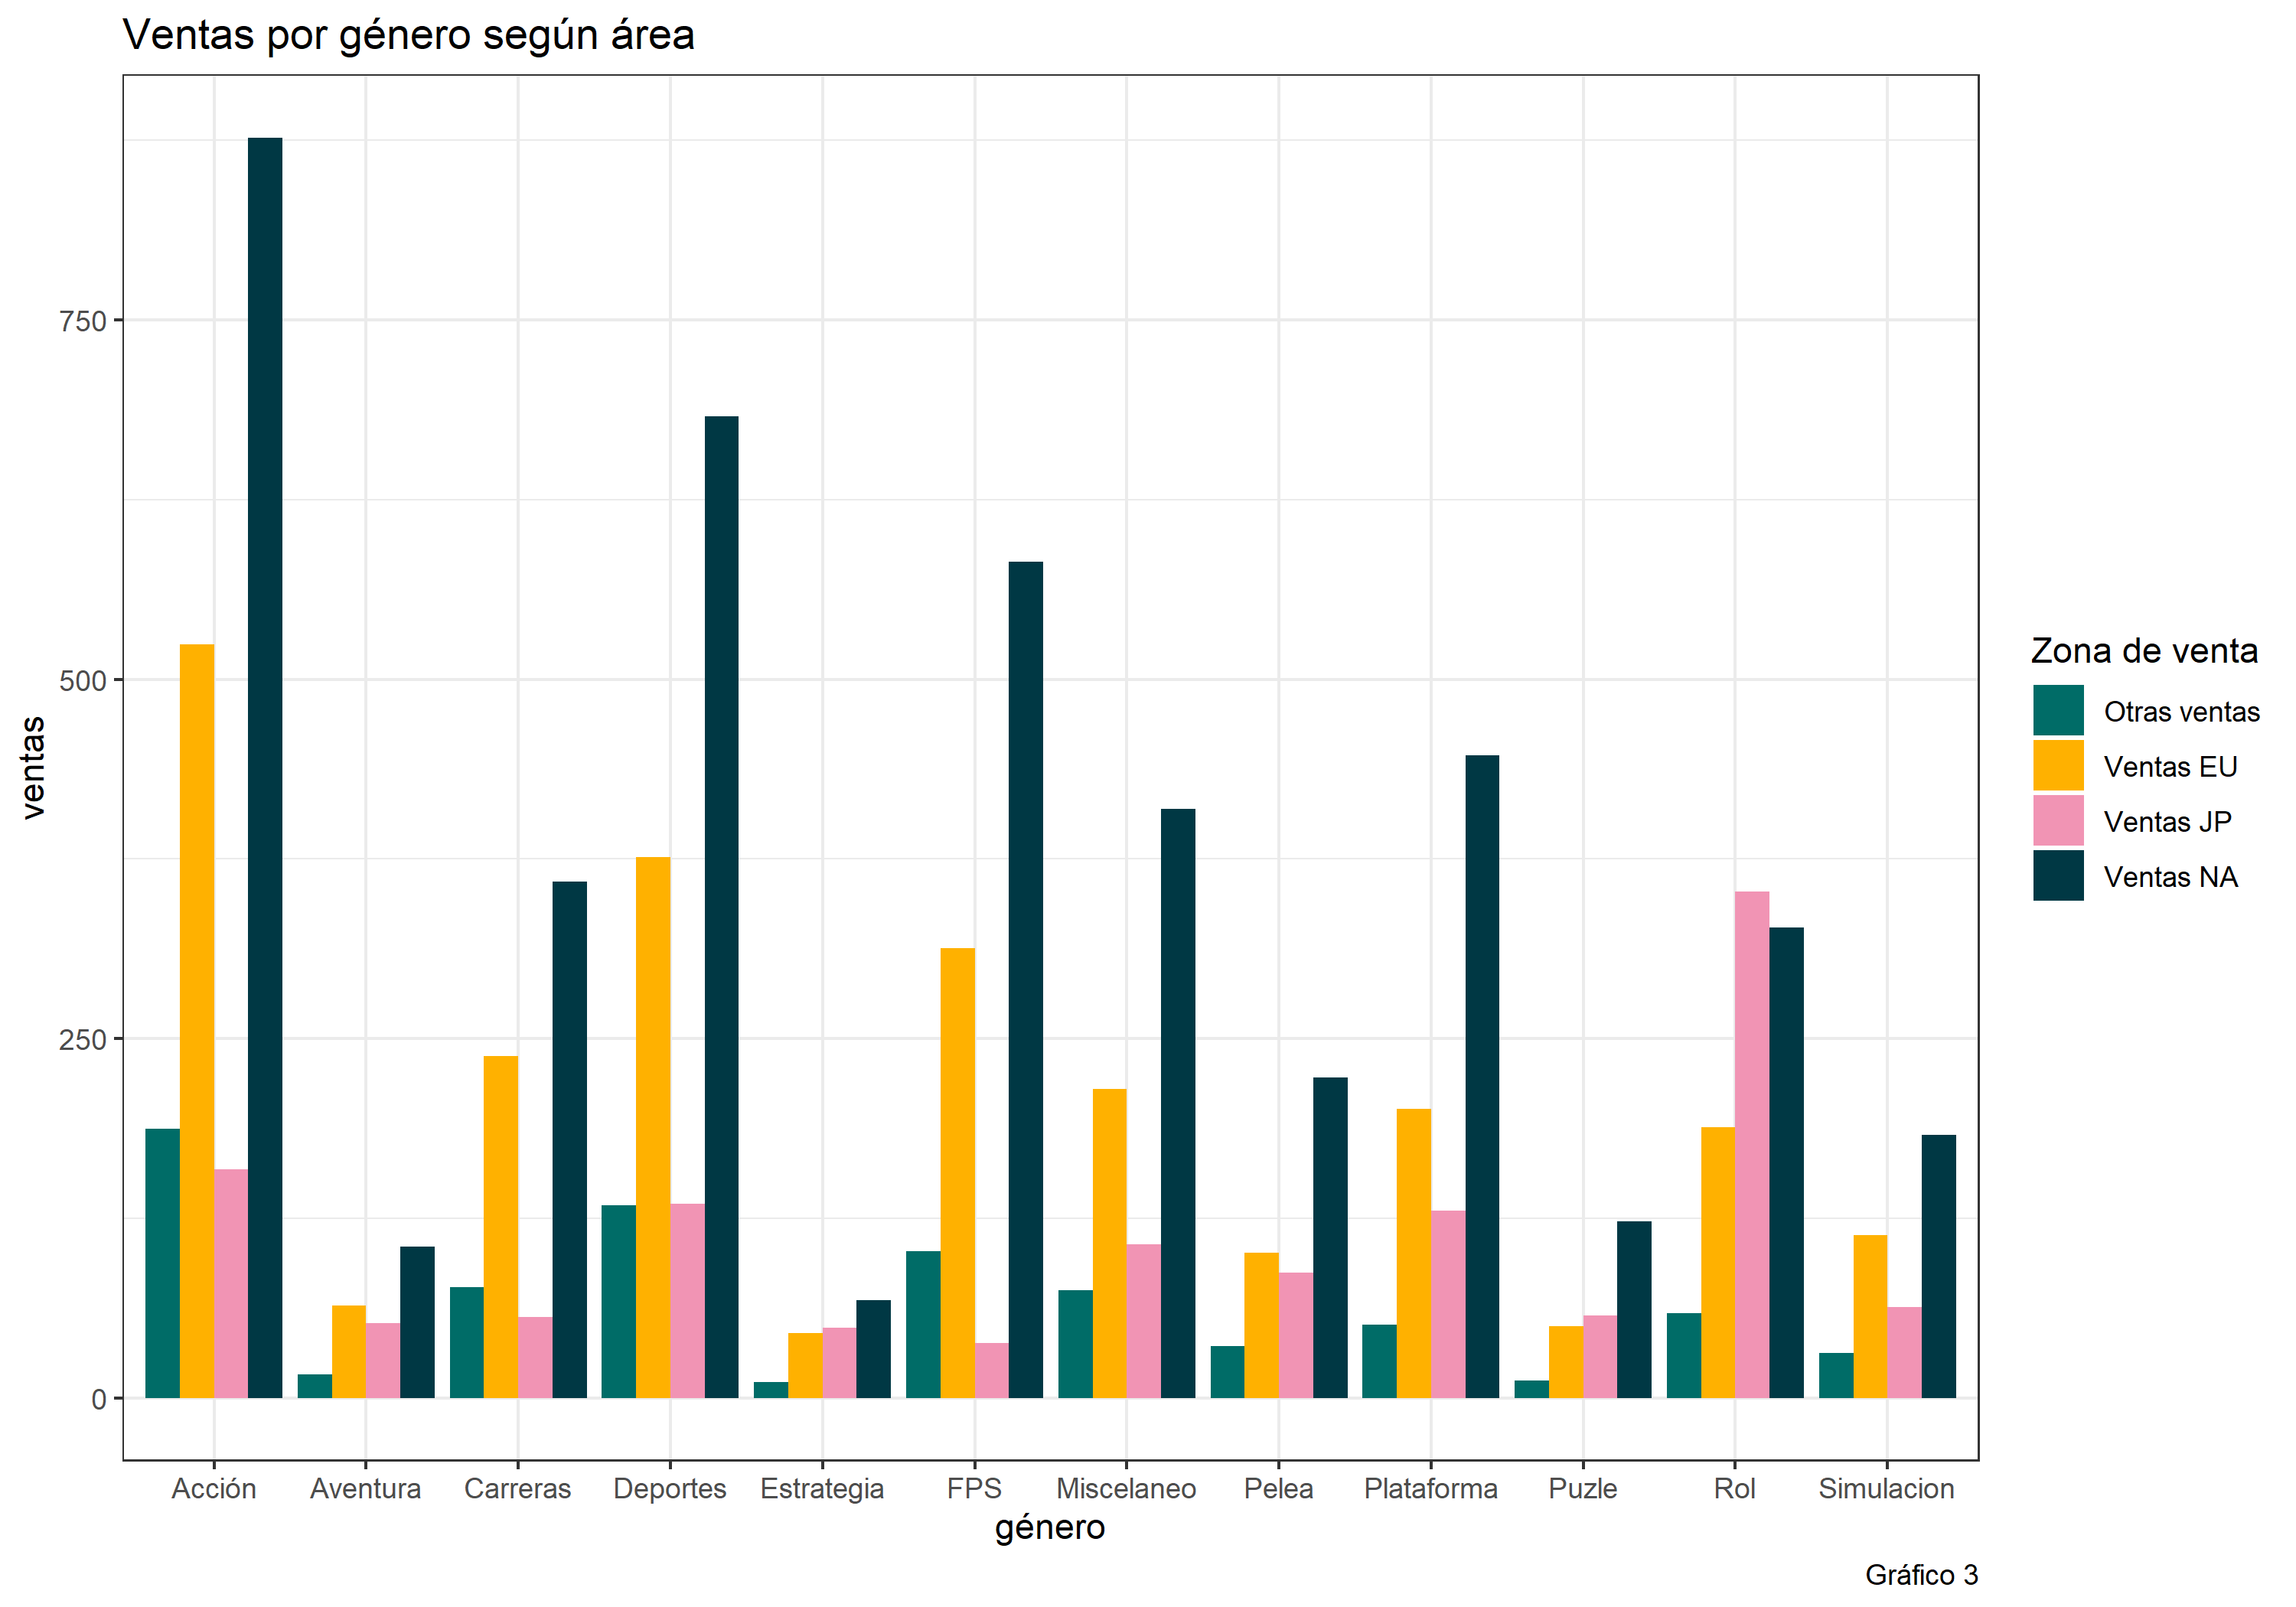 Ventas por género según área
ventas
750
500
250
0
Acción Aventura Carreras Deportes Estrategia FPS Miscelaneo Pelea Plataforma Puzle Rol Simulacion
género
Zona de venta
Otras ventas
Ventas EU
Ventas JP
Ventas NA
Gráfico 3